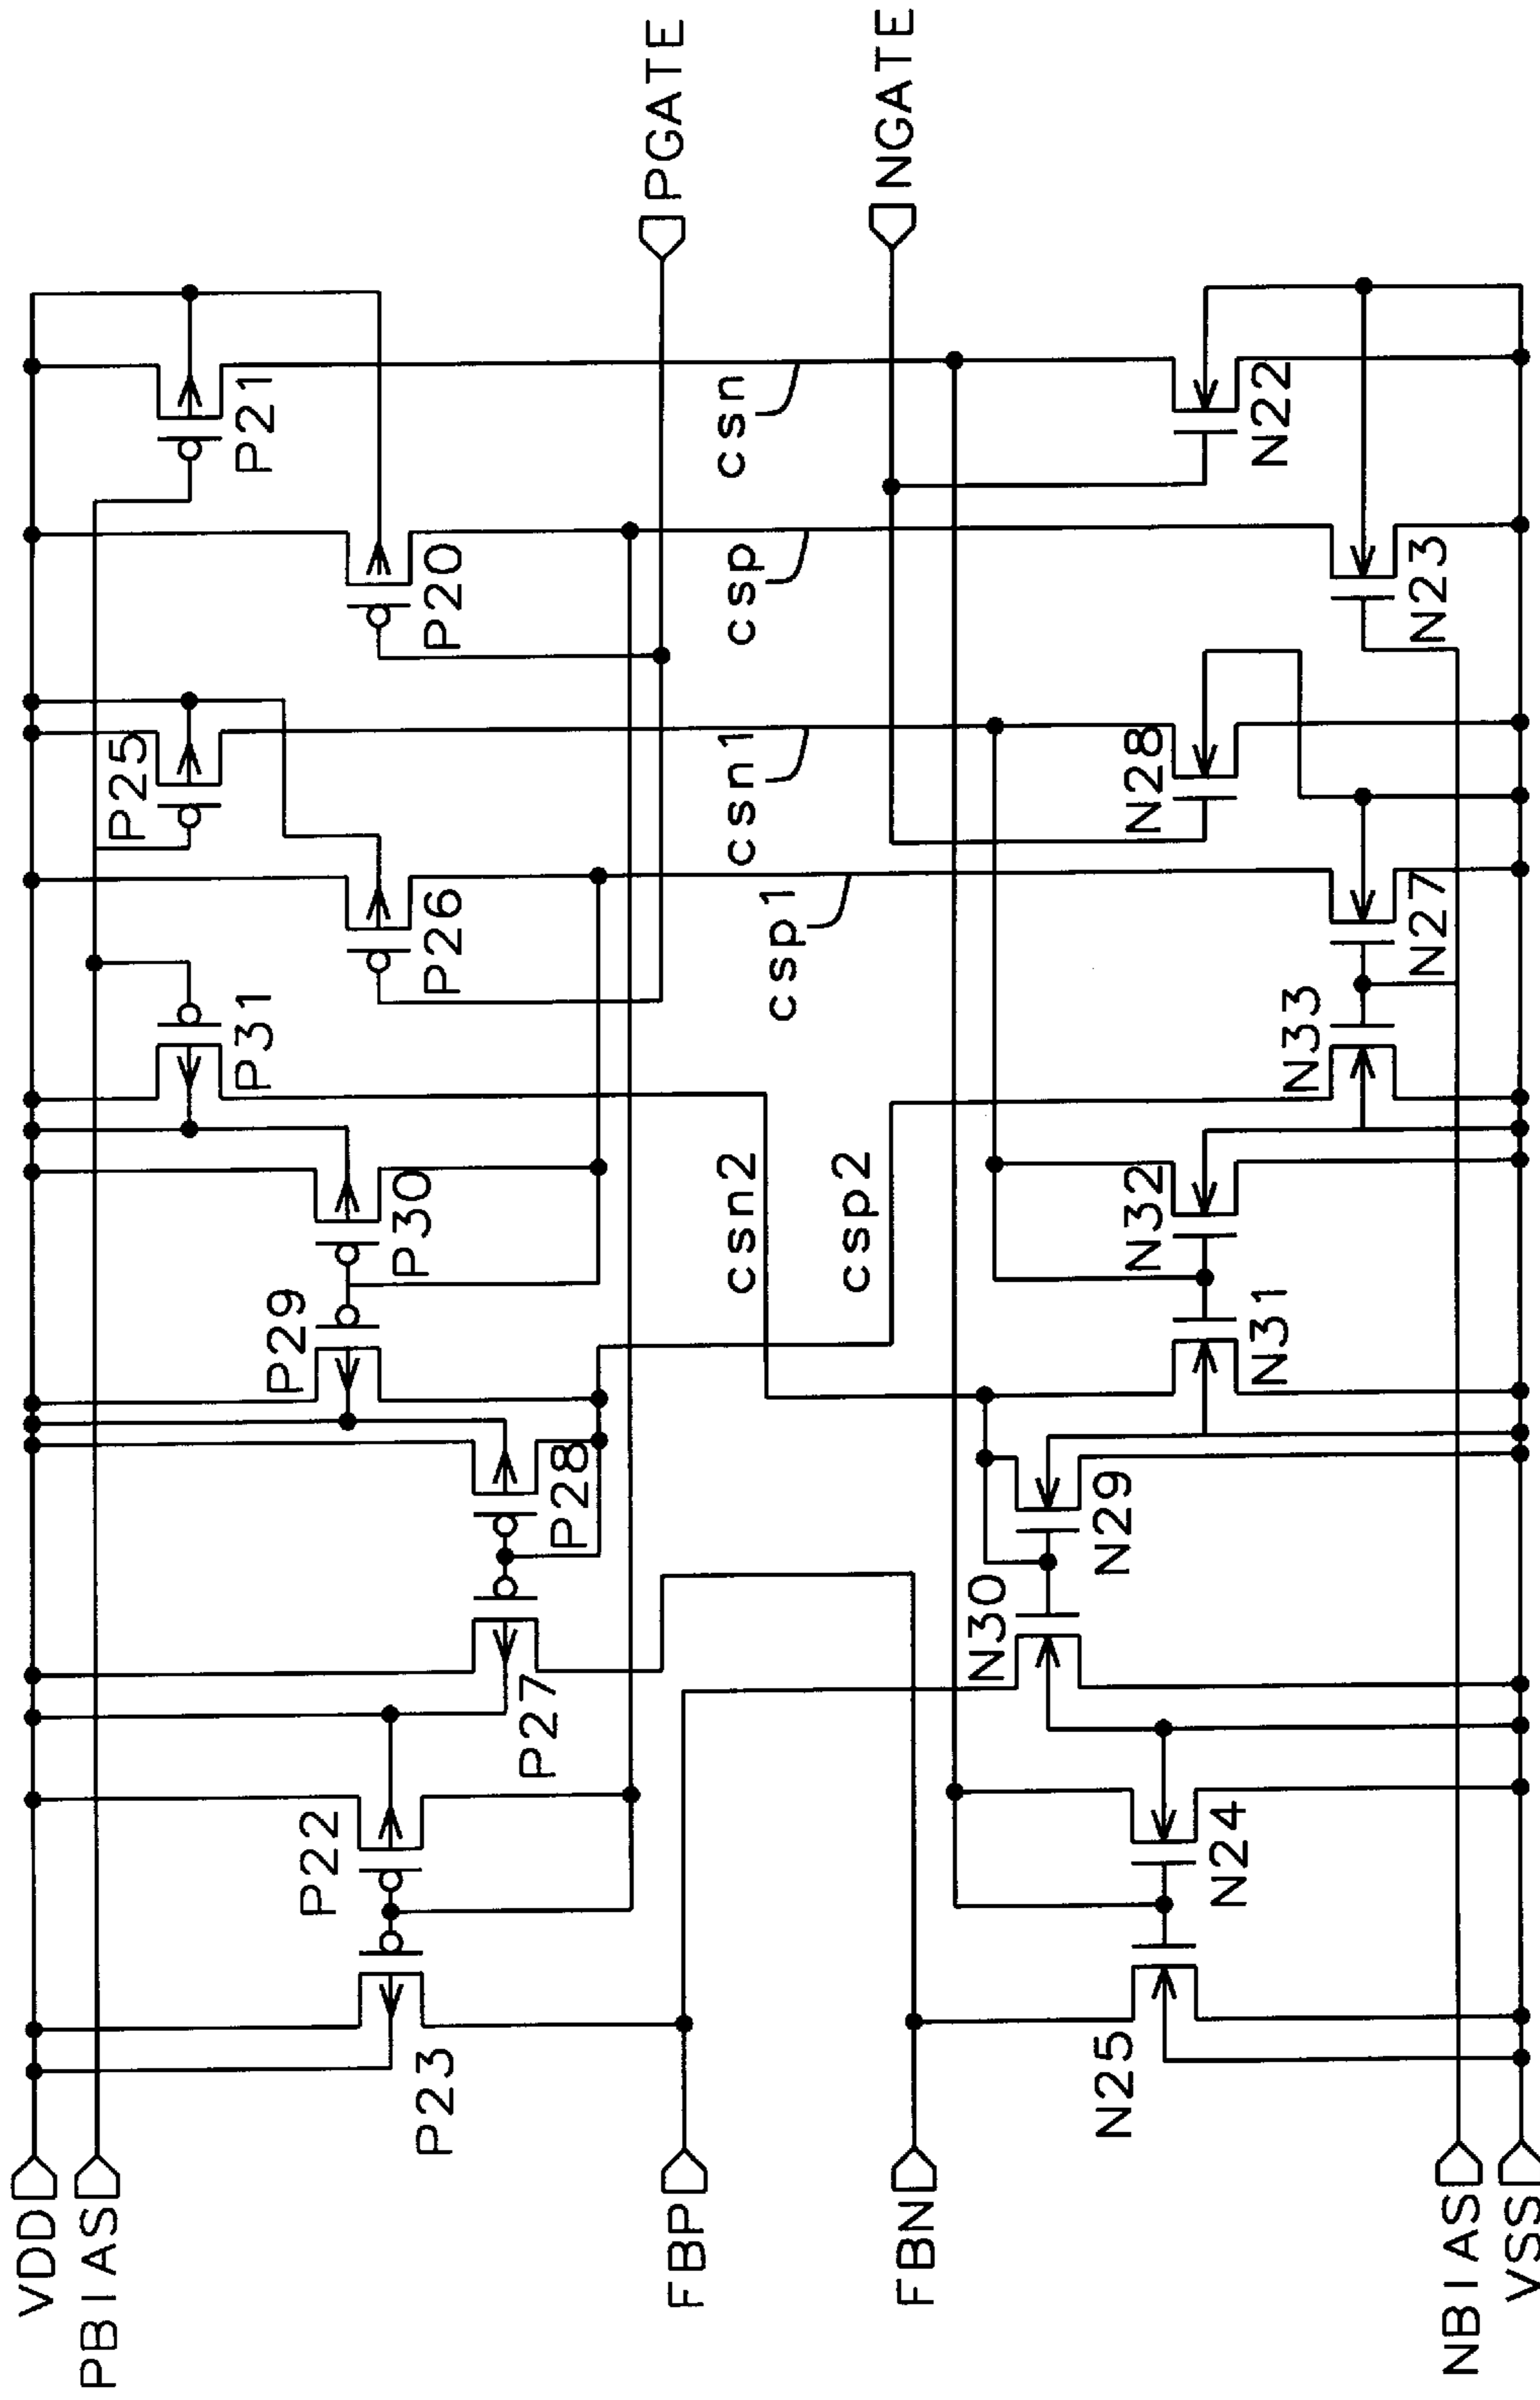 VDD
PBIAS
FBP
FBN
NBIAS
VSS
PGATE
NGATE
P21
P20
P25
P26
P31
P30
P29
P28
P27
P22
P23
csn
csp
csn1
csp1
csn2
csp2
N22
N23
N28
N27
N33
N32
N31
N29
N30
N24
N25